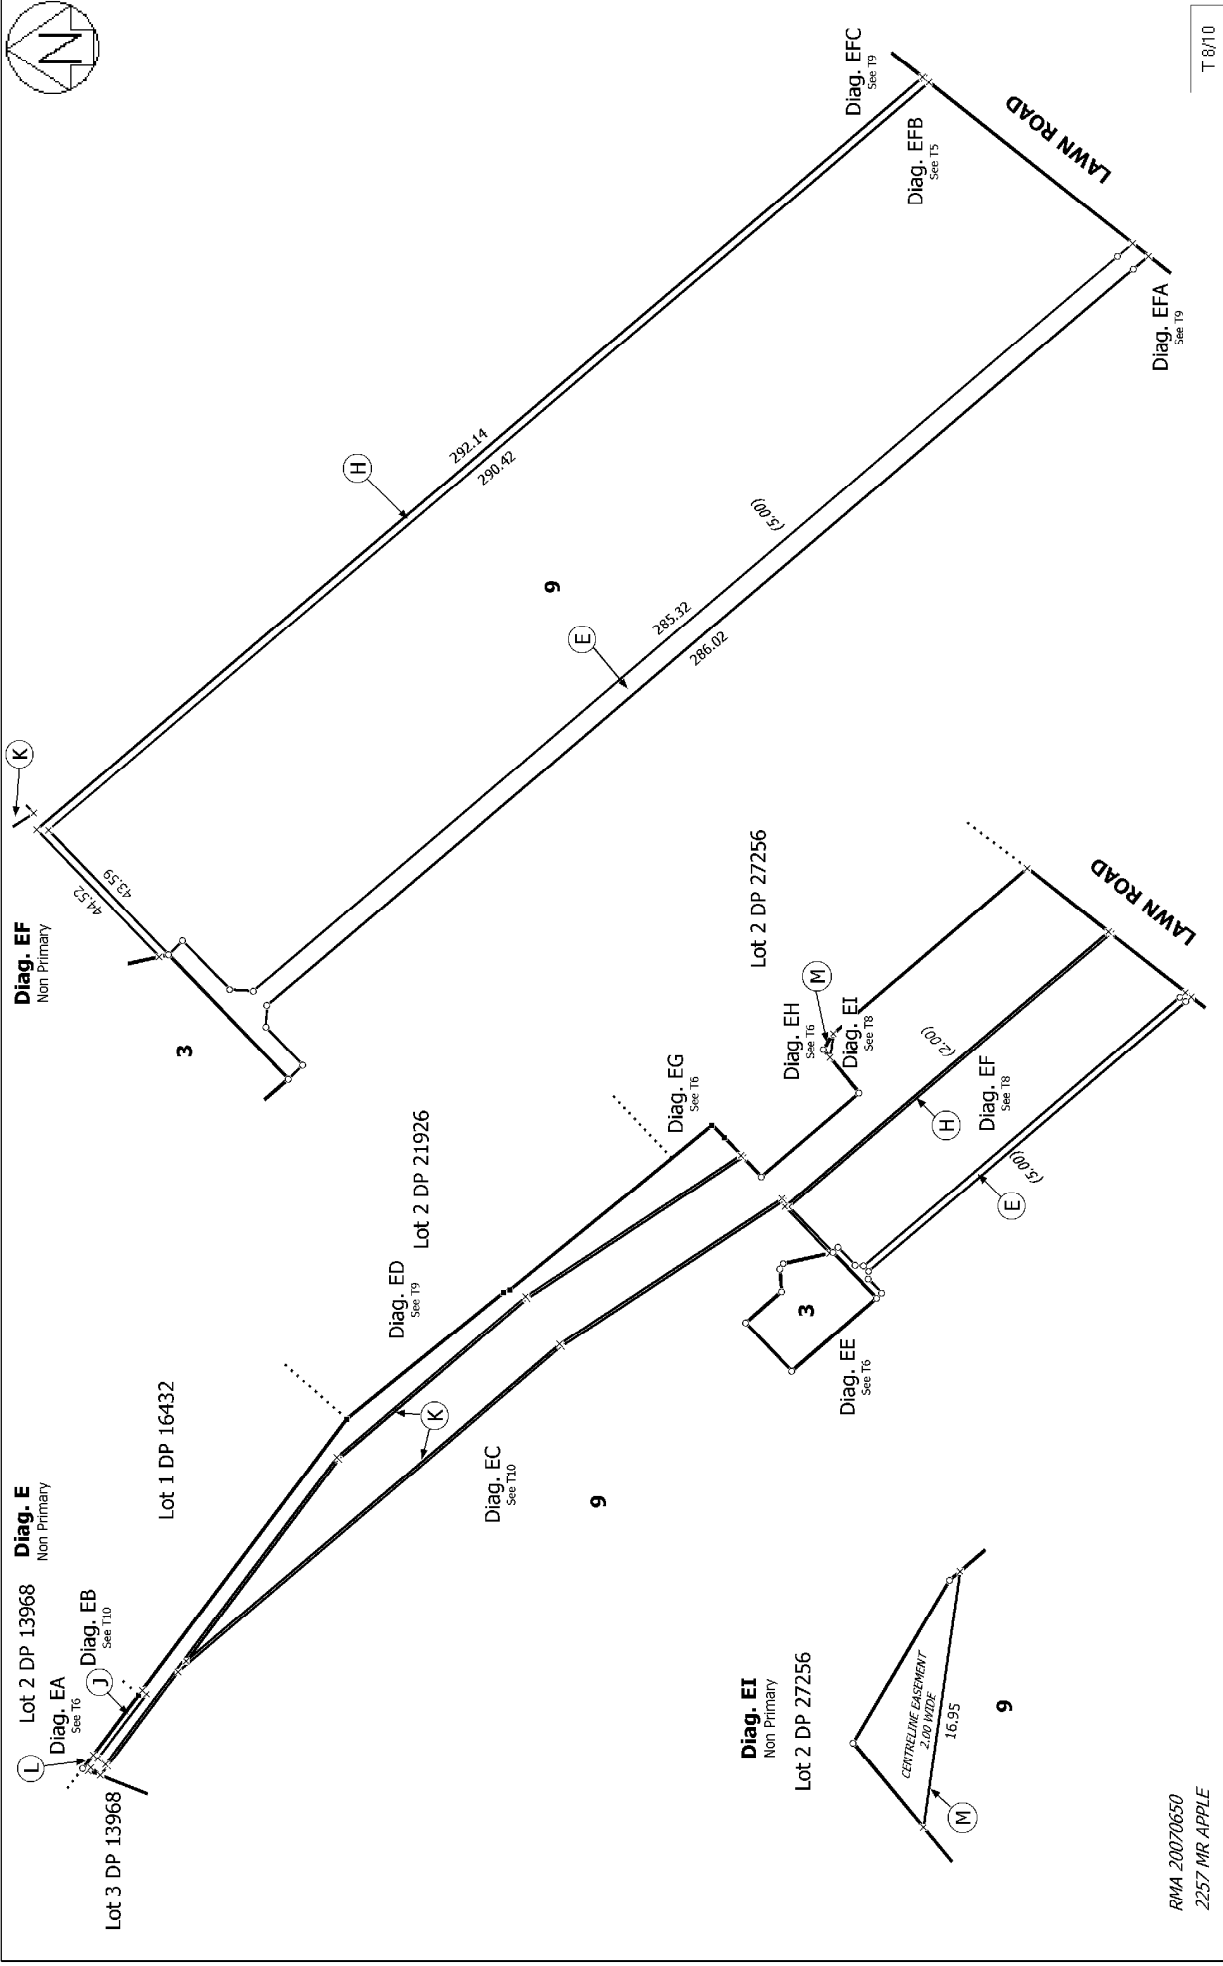 N
Diag. E
Non Primary
Lot 2 DP 13968
Diag. EA
See T6
L
J
Diag. EB
See T10
Lot 3 DP 13968
Lot 1 DP 16432
Diag. ED
See T9
Lot 2 DP 21926
K
Diag. EC
See T10
9
Diag. EG
See T6
Diag. EH
See T6
M
Diag. EI
See T8
Lot 2 DP 27256
3
Diag. EE
See T6
(2.00)
H
Diag. EF
See T8
(5.00)
E
LAWN ROAD
Diag. EF
Non Primary
K
44.52
43.59
3
H
292.14
290.42
9
E
285.32
286.02
(5.00)
Diag. EFC
See T9
Diag. EFB
See T5
LAWN ROAD
Diag. EFA
See T9
Diag. EI
Non Primary
Lot 2 DP 27256
CENTRELINE EASEMENT
2.00 WIDE
16.95
M
9
RMA 20070650
2257 MR APPLE
T 8/10